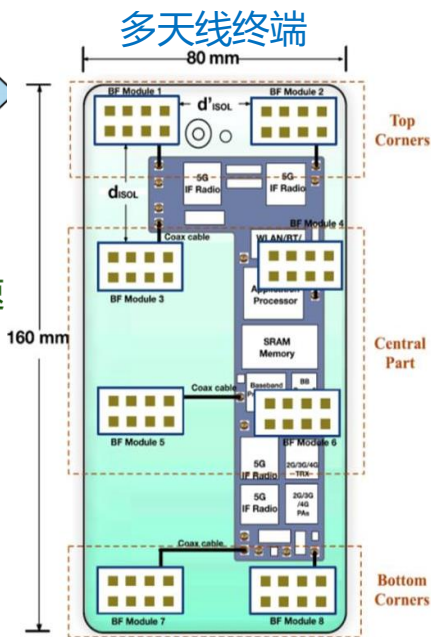 多天线终端
80 mm
BF Module 1
d'ISOL
BF Module 2
Top
Corners
5G
IF Radio
5G
IF Radio
dISOL
BF Module 4
Coax cable
WLAN/BT/
BF Module 3
Application
Processor
160 mm
SRAM
Memory
Central
Part
Coax cable
Baseband
BB
BF Module 5
BF Module 6
5G
IF Radio
2G/3G/4G
TRX
5G
IF Radio
2G/3G
/4G
PAs
Coax cable
Bottom
Corners
BF Module 7
BF Module 8